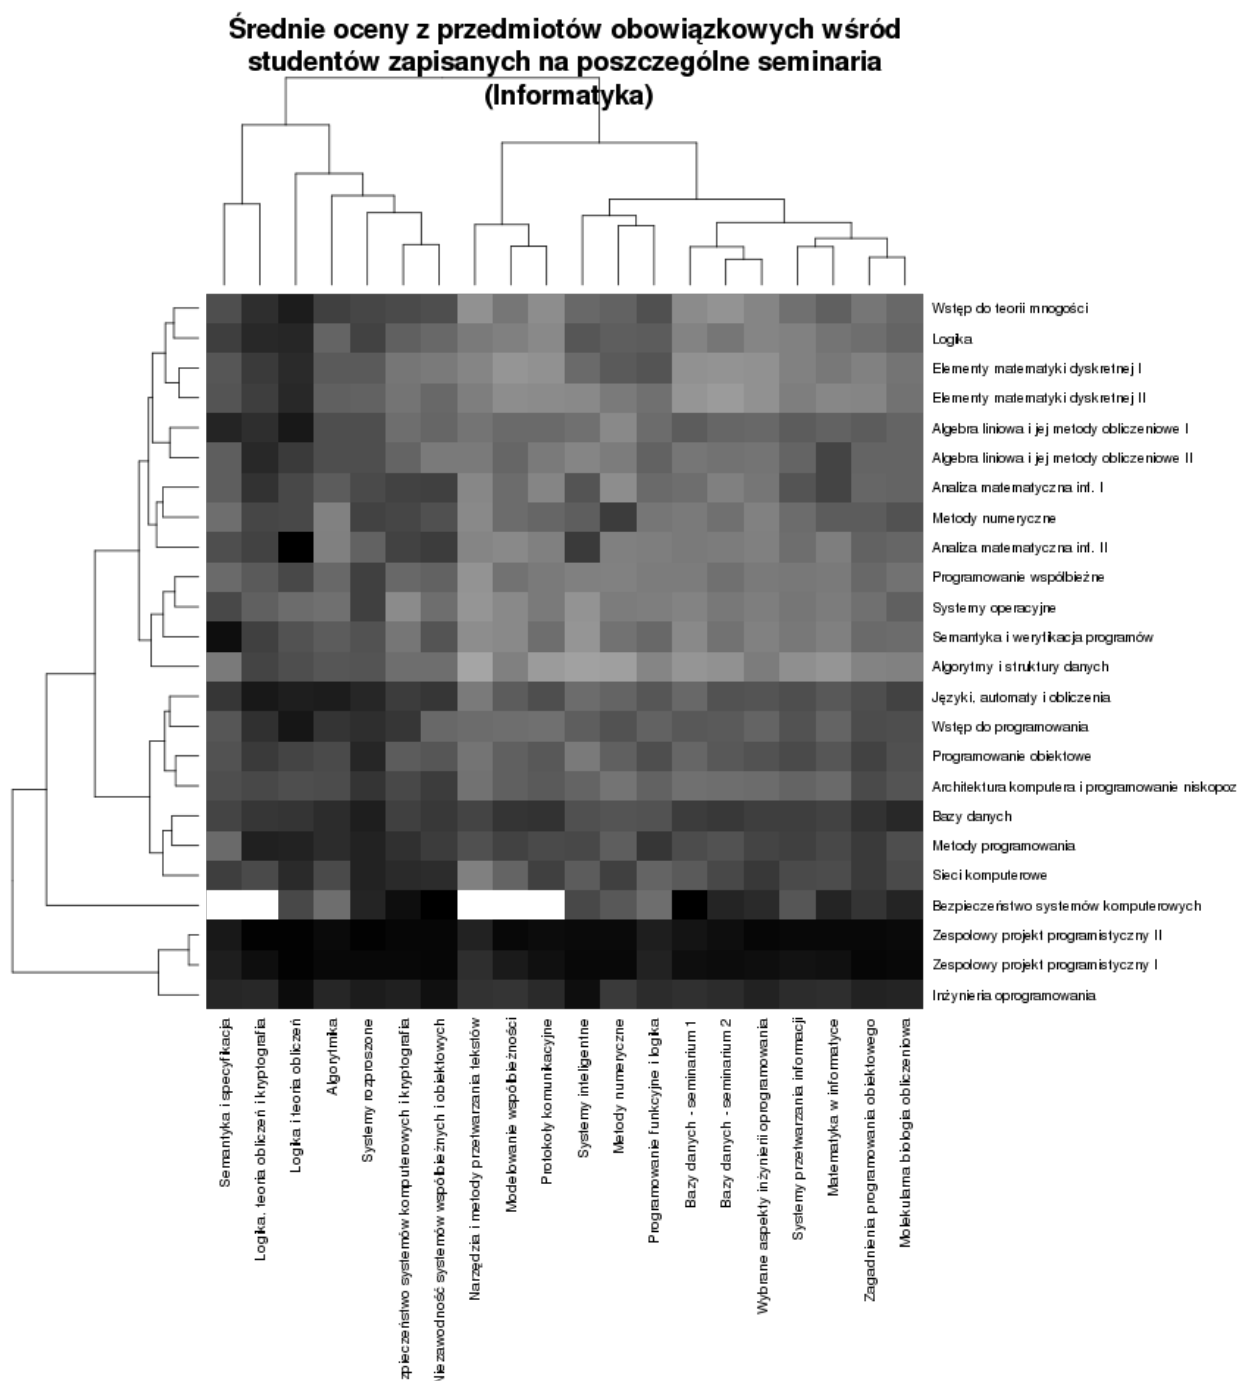 Średnie oceny z przedmiotów obowiązkowych wśród
studentów zapisanych na poszczególne seminaria
(Informatyka)
Wstęp do teorii mnogości
Logika
Elementy matematyki dyskretnej I
Elementy matematyki dyskretnej II
Algebra liniowa i jej metody obliczeniowe I
Algebra liniowa i jej metody obliczeniowe II
Analiza matematyczna inf. I
Metody numeryczne
Analiza matematyczna inf. II
Programowanie współbieżne
Systemy operacyjne
Semantyka i weryfikacja programów
Algorytmy i struktury danych
Języki, automaty i obliczenia
Wstęp do programowania
Programowanie obiektowe
Architektura komputera i programowanie niskopoz
Bazy danych
Metody programowania
Sieci komputerowe
Bezpieczeństwo systemów komputerowych
Zespołowy projekt programistyczny II
Zespołowy projekt programistyczny I
Inżynieria oprogramowania
Semantyka i specyfikacja
Logika, teoria obliczeń i kryptografia
Logika i teoria obliczeń
Algorytmika
Systemy rozproszone
zpieczeństwo systemów komputerowych i kryptografia
Niezawodność systemów współbieżnych i obiektowych
Narzędzia i metody przetwarzania tekstów
Modelowanie współbieżności
Protokoły komunikacyjne
Systemy inteligentne
Metody numeryczne
Programowanie funkcyjne i logika
Bazy danych - seminarium 1
Bazy danych - seminarium 2
Wybrane aspekty inżynierii oprogramowania
Systemy przetwarzania informacji
Matematyka w informatyce
Zagadnienia programowania obiektowego
Molekularna biologia obliczeniowa